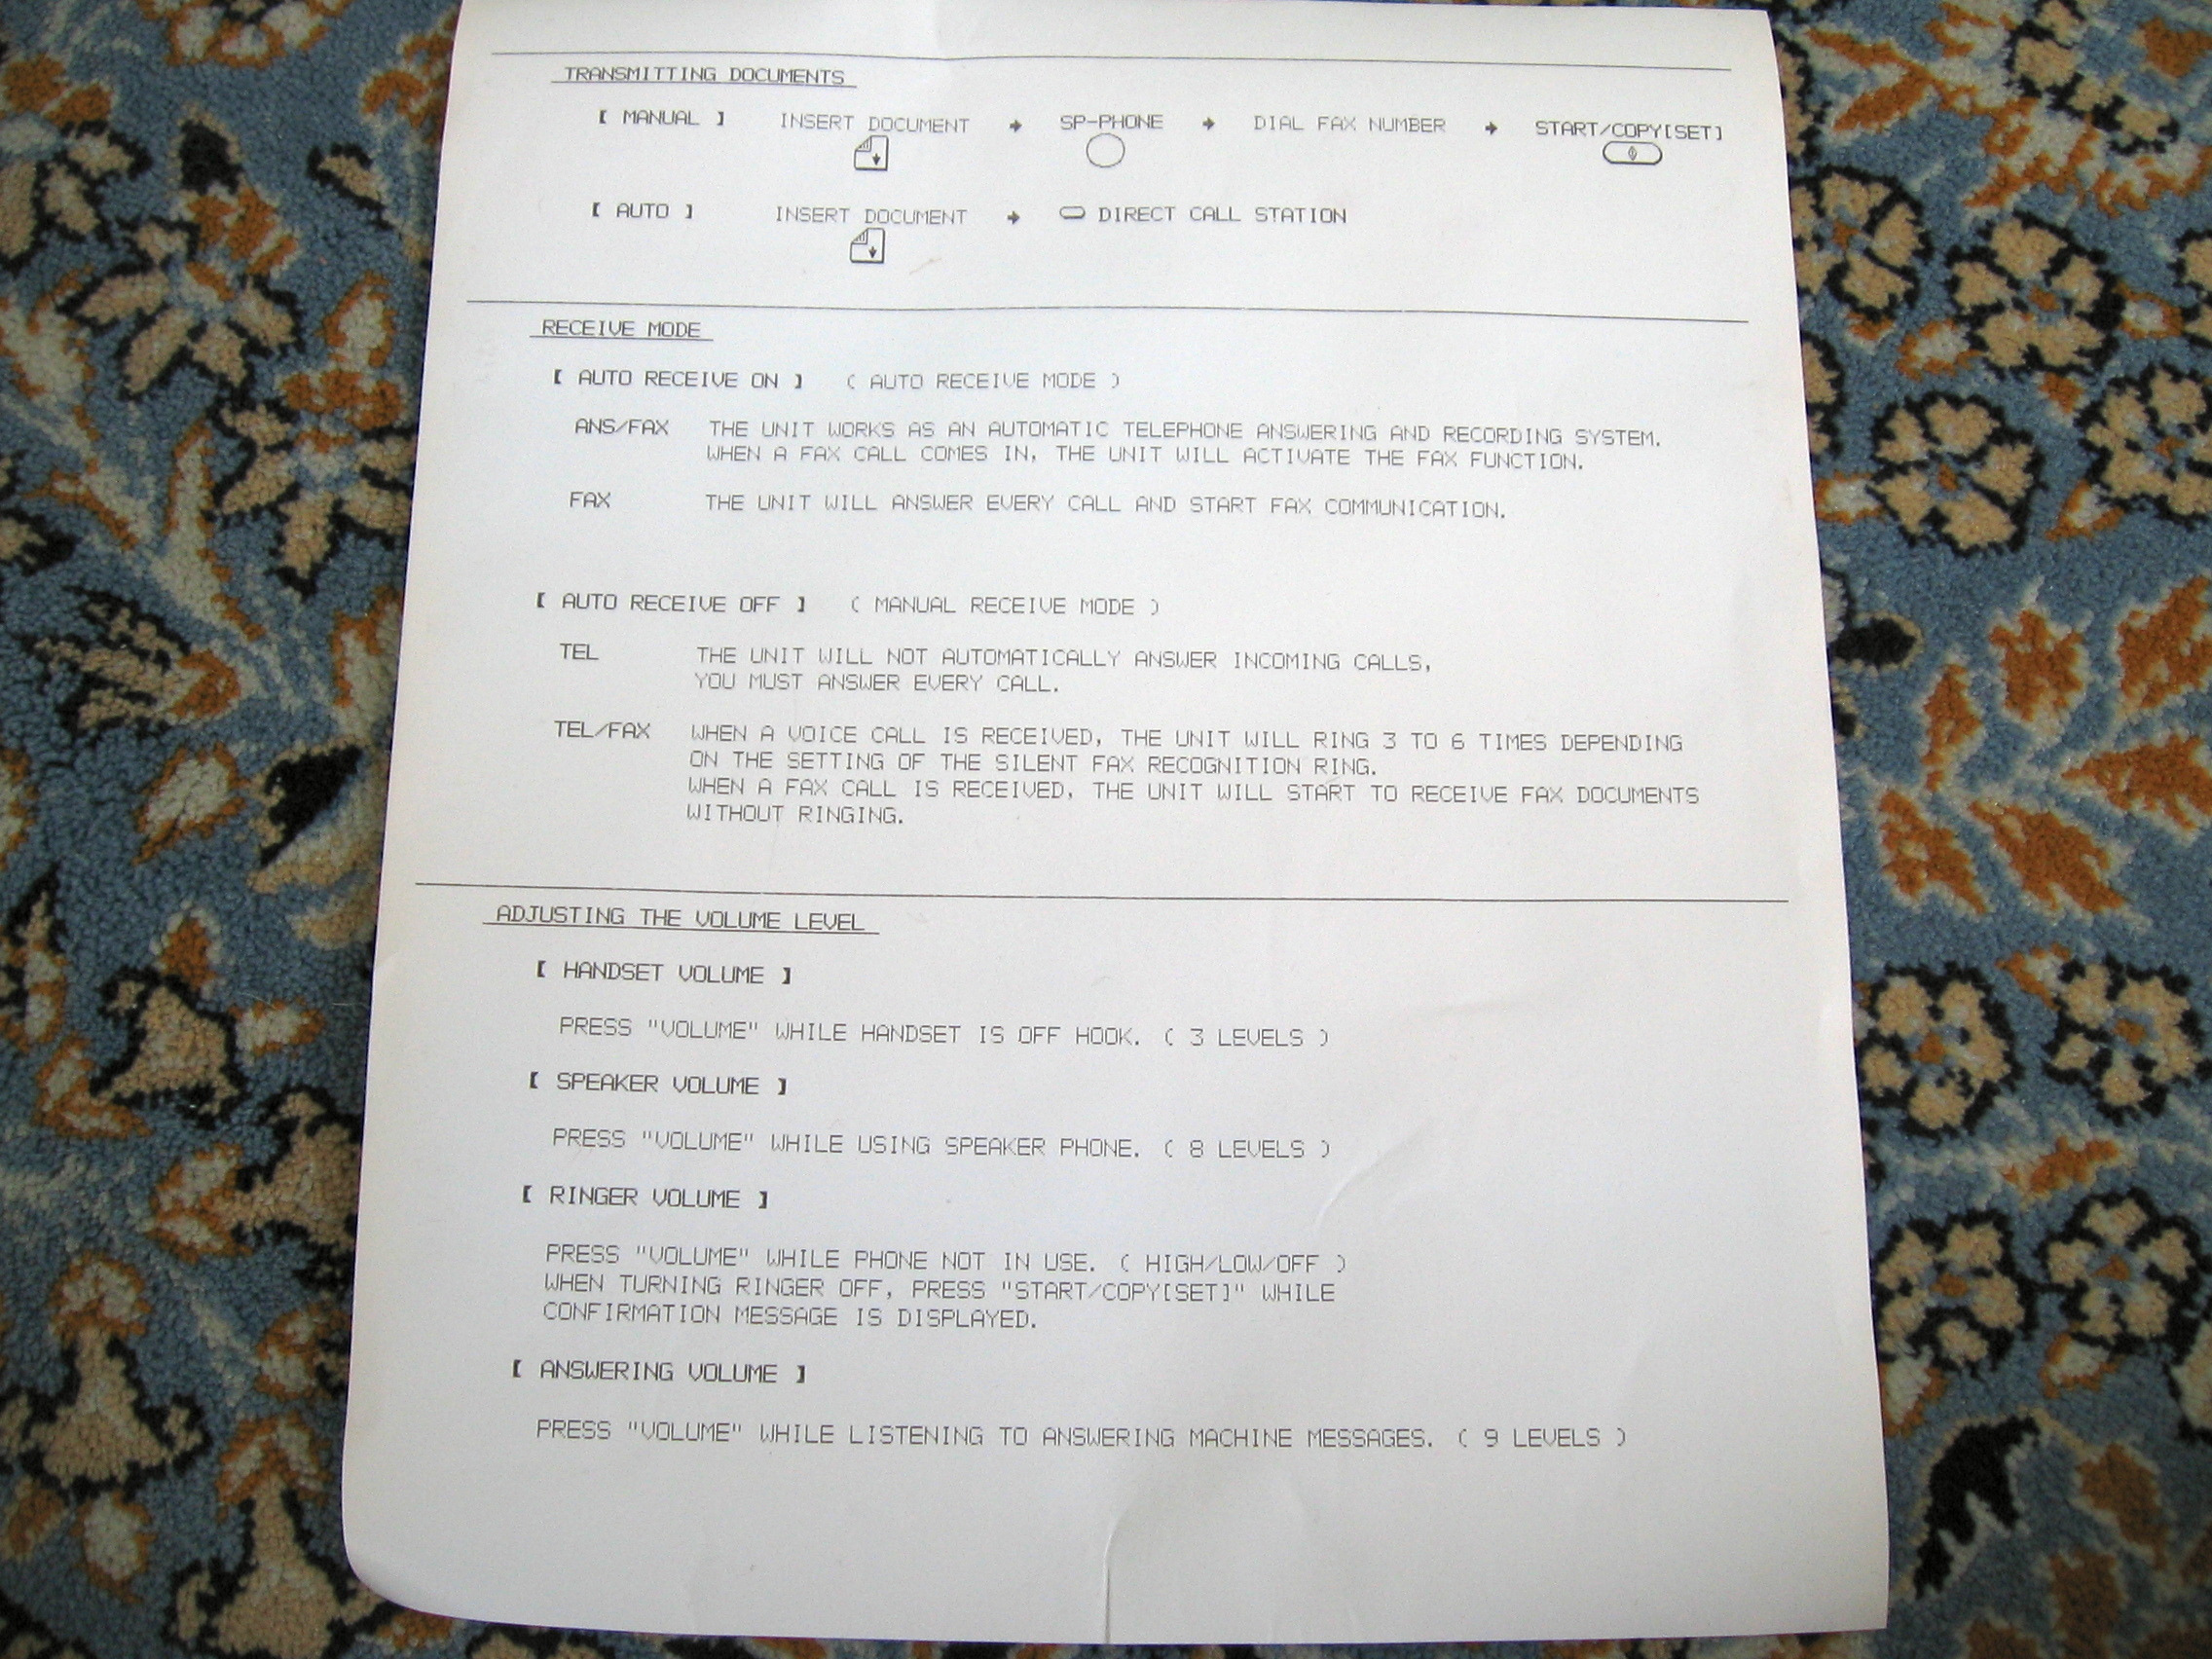 TRANSMITTING DOCUMENTS
[ MANUAL ] INSERT DOCUMENT → SP-PHONE → DIAL FAX NUMBER → START/COPY[SET]
[ AUTO ] INSERT DOCUMENT → DIRECT CALL STATION
RECEIVE MODE
[ AUTO RECEIVE ON ] ( AUTO RECEIVE MODE )
ANS/FAX THE UNIT WORKS AS AN AUTOMATIC TELEPHONE ANSWERING AND RECORDING SYSTEM.
WHEN A FAX CALL COMES IN, THE UNIT WILL ACTIVATE THE FAX FUNCTION.
FAX THE UNIT WILL ANSWER EVERY CALL AND START FAX COMMUNICATION.
[ AUTO RECEIVE OFF ] ( MANUAL RECEIVE MODE )
TEL THE UNIT WILL NOT AUTOMATICALLY ANSWER INCOMING CALLS,
YOU MUST ANSWER EVERY CALL.
TEL/FAX WHEN A VOICE CALL IS RECEIVED, THE UNIT WILL RING 3 TO 6 TIMES DEPENDING
ON THE SETTING OF THE SILENT FAX RECOGNITION RING.
WHEN A FAX CALL IS RECEIVED, THE UNIT WILL START TO RECEIVE FAX DOCUMENTS
WITHOUT RINGING.
ADJUSTING THE VOLUME LEVEL
[ HANDSET VOLUME ]
PRESS "VOLUME" WHILE HANDSET IS OFF HOOK. ( 3 LEVELS )
[ SPEAKER VOLUME ]
PRESS "VOLUME" WHILE USING SPEAKER PHONE. ( 8 LEVELS )
[ RINGER VOLUME ]
PRESS "VOLUME" WHILE PHONE NOT IN USE. ( HIGH/LOW/OFF )
WHEN TURNING RINGER OFF, PRESS "START/COPY[SET]" WHILE
CONFIRMATION MESSAGE IS DISPLAYED.
[ ANSWERING VOLUME ]
PRESS "VOLUME" WHILE LISTENING TO ANSWERING MACHINE MESSAGES. ( 9 LEVELS )